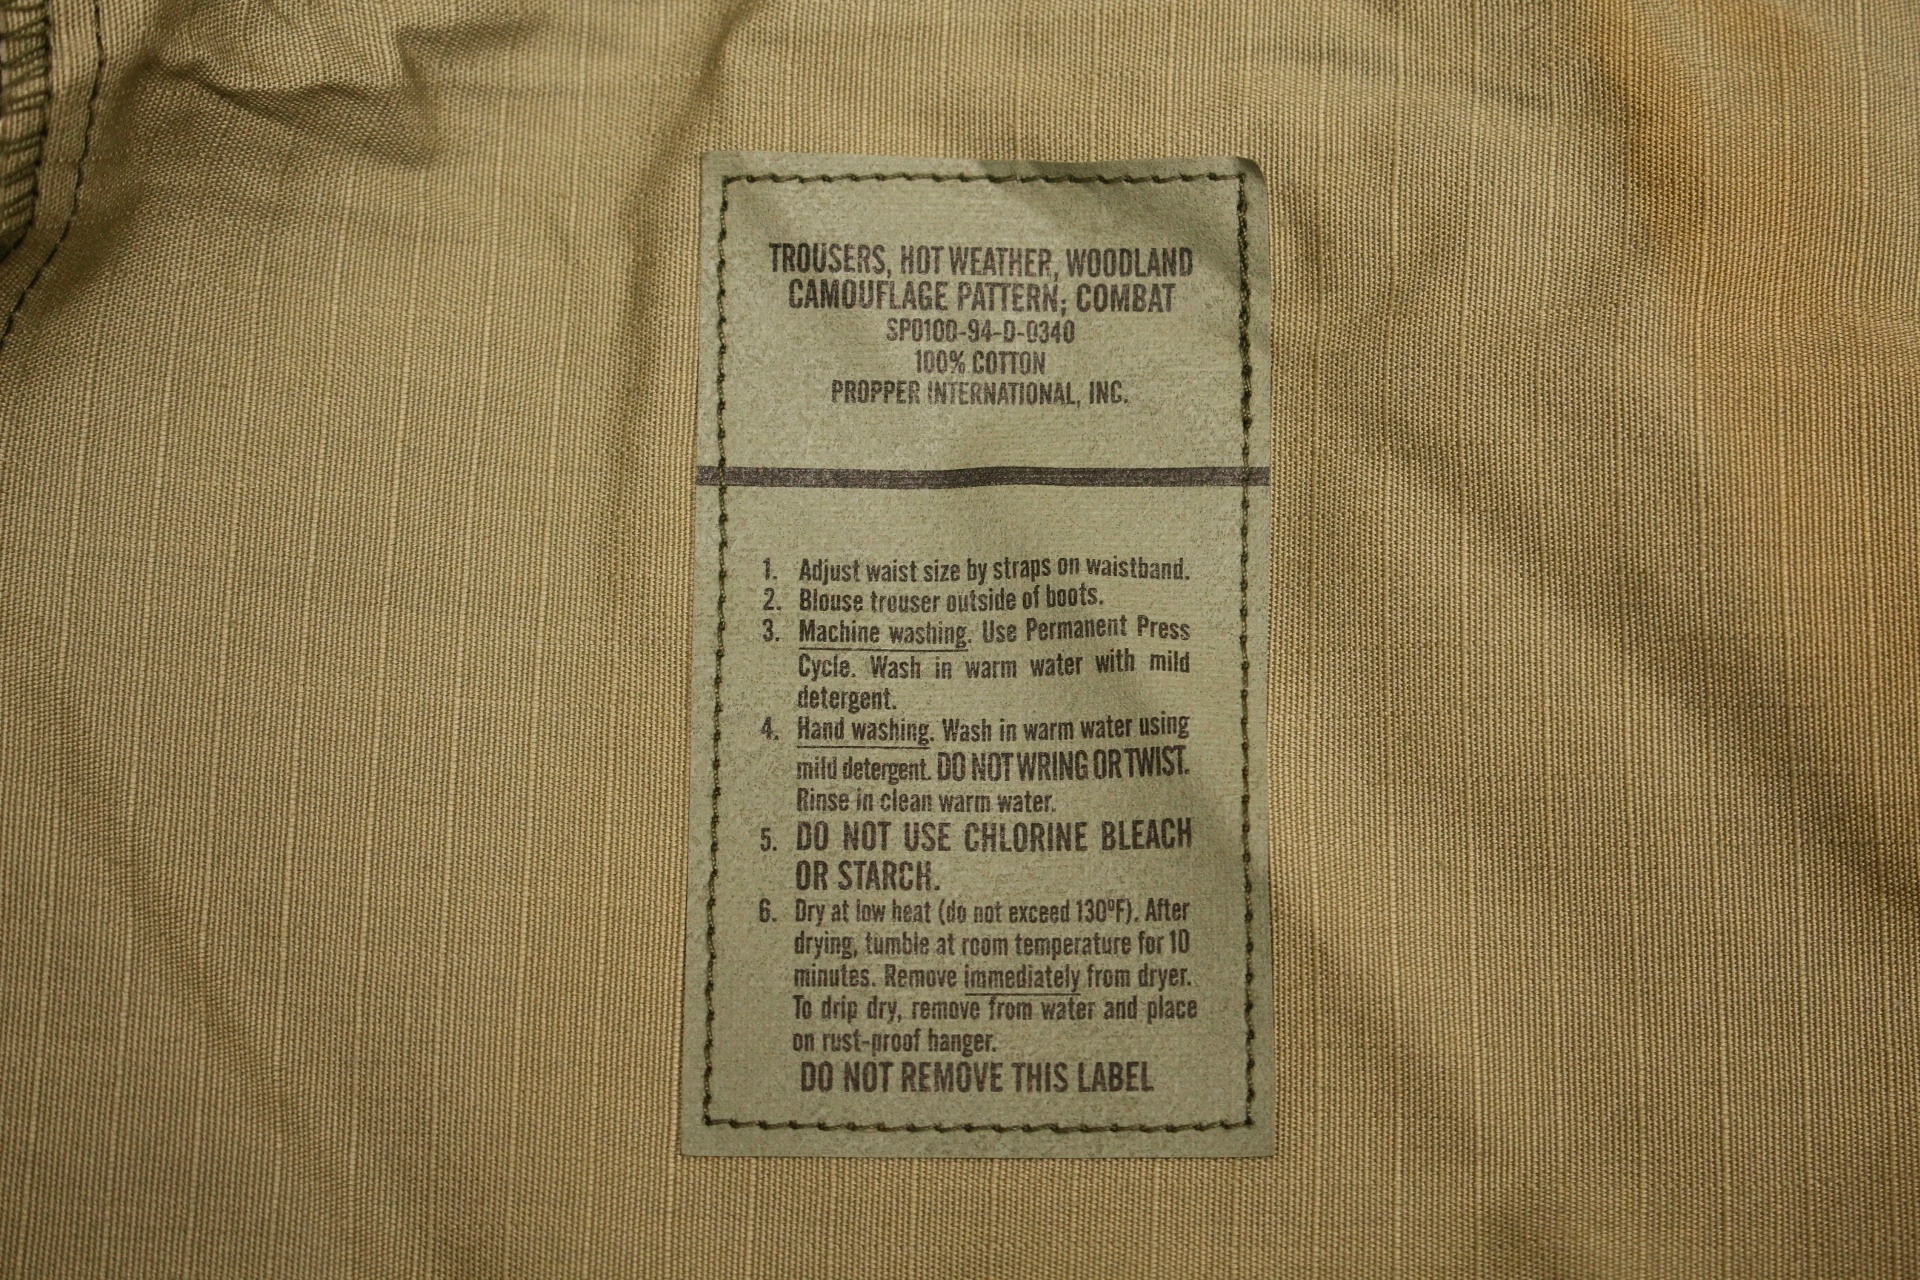 TROUSERS, HOT WEATHER, WOODLAND
CAMOUFLAGE PATTERN; COMBAT
SP0100-94-D-0340
100% COTTON
PROPPER INTERNATIONAL, INC.
1. Adjust waist size by straps on waistband.
2. Blouse trouser outside of boots.
3. Machine washing. Use Permanent Press
Cycle. Wash in warm water with mild
detergent.
4. Hand washing. Wash in warm water using
mild detergent. DO NOT WRING OR TWIST.
Rinse in clean warm water.
5. DO NOT USE CHLORINE BLEACH
OR STARCH.
6. Dry at low heat (do not exceed 130°F). After
drying, tumble at room temperature for 10
minutes. Remove immediately from dryer.
To drip dry, remove from water and place
on rust-proof hanger.
DO NOT REMOVE THIS LABEL